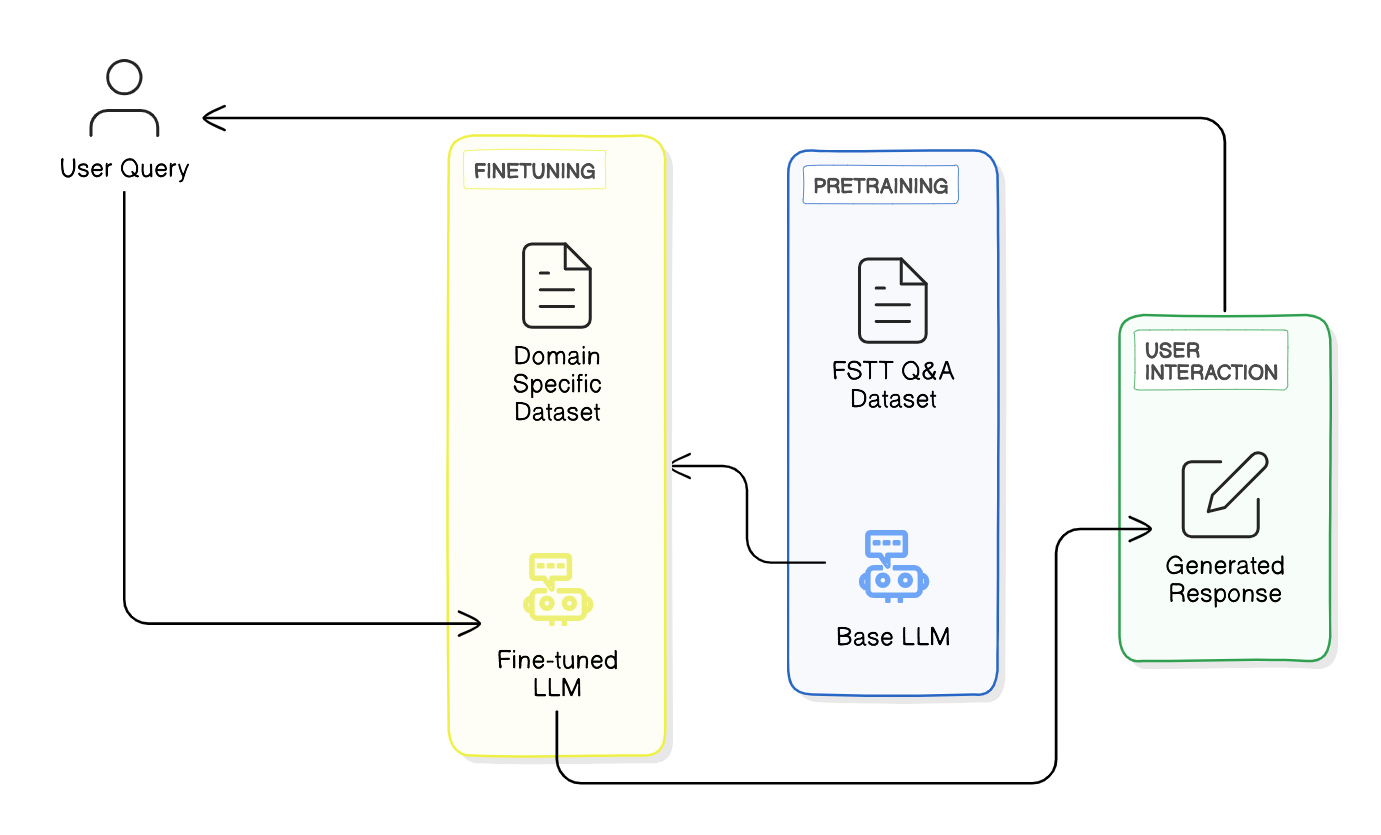 User Query
FINETUNING
Domain
Specific
Dataset
Fine-tuned
LLM
PRETRAINING
FSTT Q&A
Dataset
Base LLM
USER
INTERACTION
Generated
Response